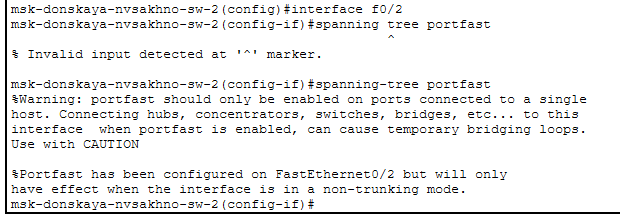 msk-donskaya-nvsakhno-sw-2(config)#interface f0/2
msk-donskaya-nvsakhno-sw-2(config-if)#spanning tree portfast
^
% Invalid input detected at '^' marker.
msk-donskaya-nvsakhno-sw-2(config-if)#spanning-tree portfast
%Warning: portfast should only be enabled on ports connected to a single
host. Connecting hubs, concentrators, switches, bridges, etc... to this
interface  when portfast is enabled, can cause temporary bridging loops.
Use with CAUTION
%Portfast has been configured on FastEthernet0/2 but will only
have effect when the interface is in a non-trunking mode.
msk-donskaya-nvsakhno-sw-2(config-if)#